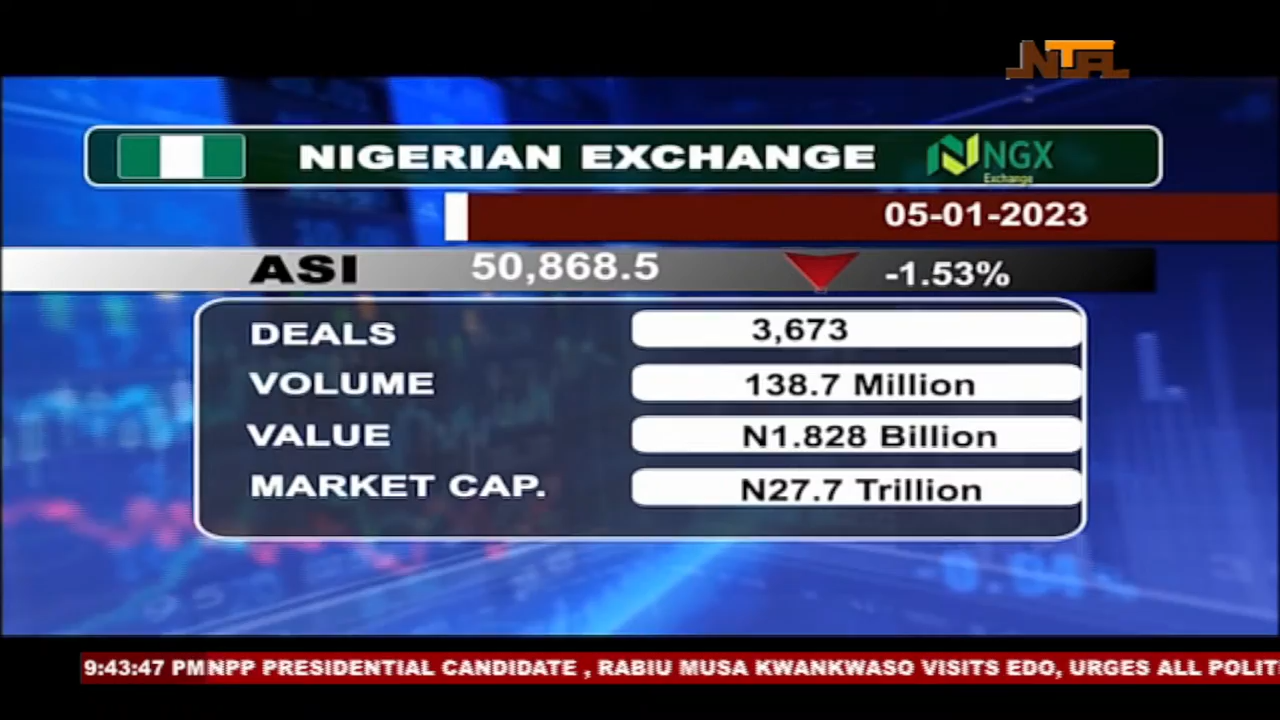 NTA
NIGERIAN EXCHANGE
NGX
Exchange
05-01-2023
ASI 50,868.5 -1.53%
DEALS 3,673
VOLUME 138.7 Million
VALUE N1.828 Billion
MARKET CAP. N27.7 Trillion
9:43:47 PM NPP PRESIDENTIAL CANDIDATE , RABIU MUSA KWANKWASO VISITS EDO, URGES ALL POLIT